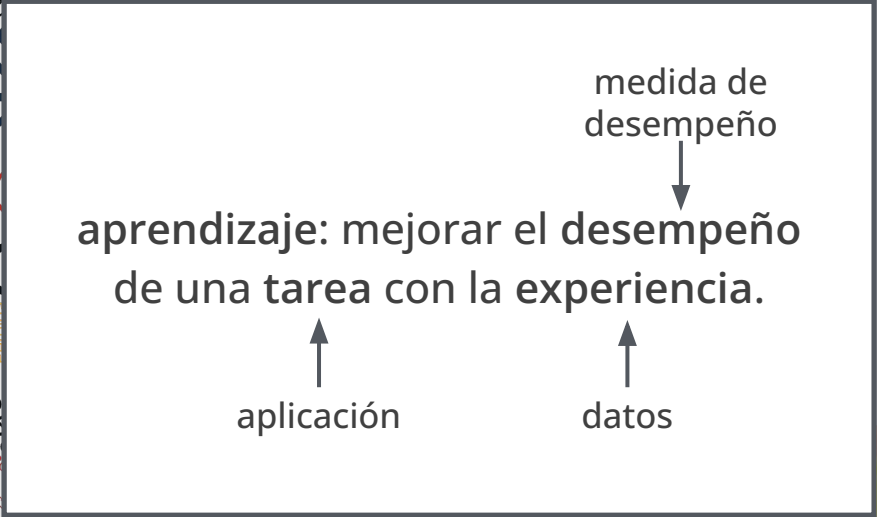 medida de
desempeño
aprendizaje: mejorar el desempeño
de una tarea con la experiencia.
aplicación
datos